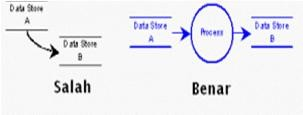 Data Store
A
Data Store
B
Salah
Data Store
A
Process
Data Store
B
Benar